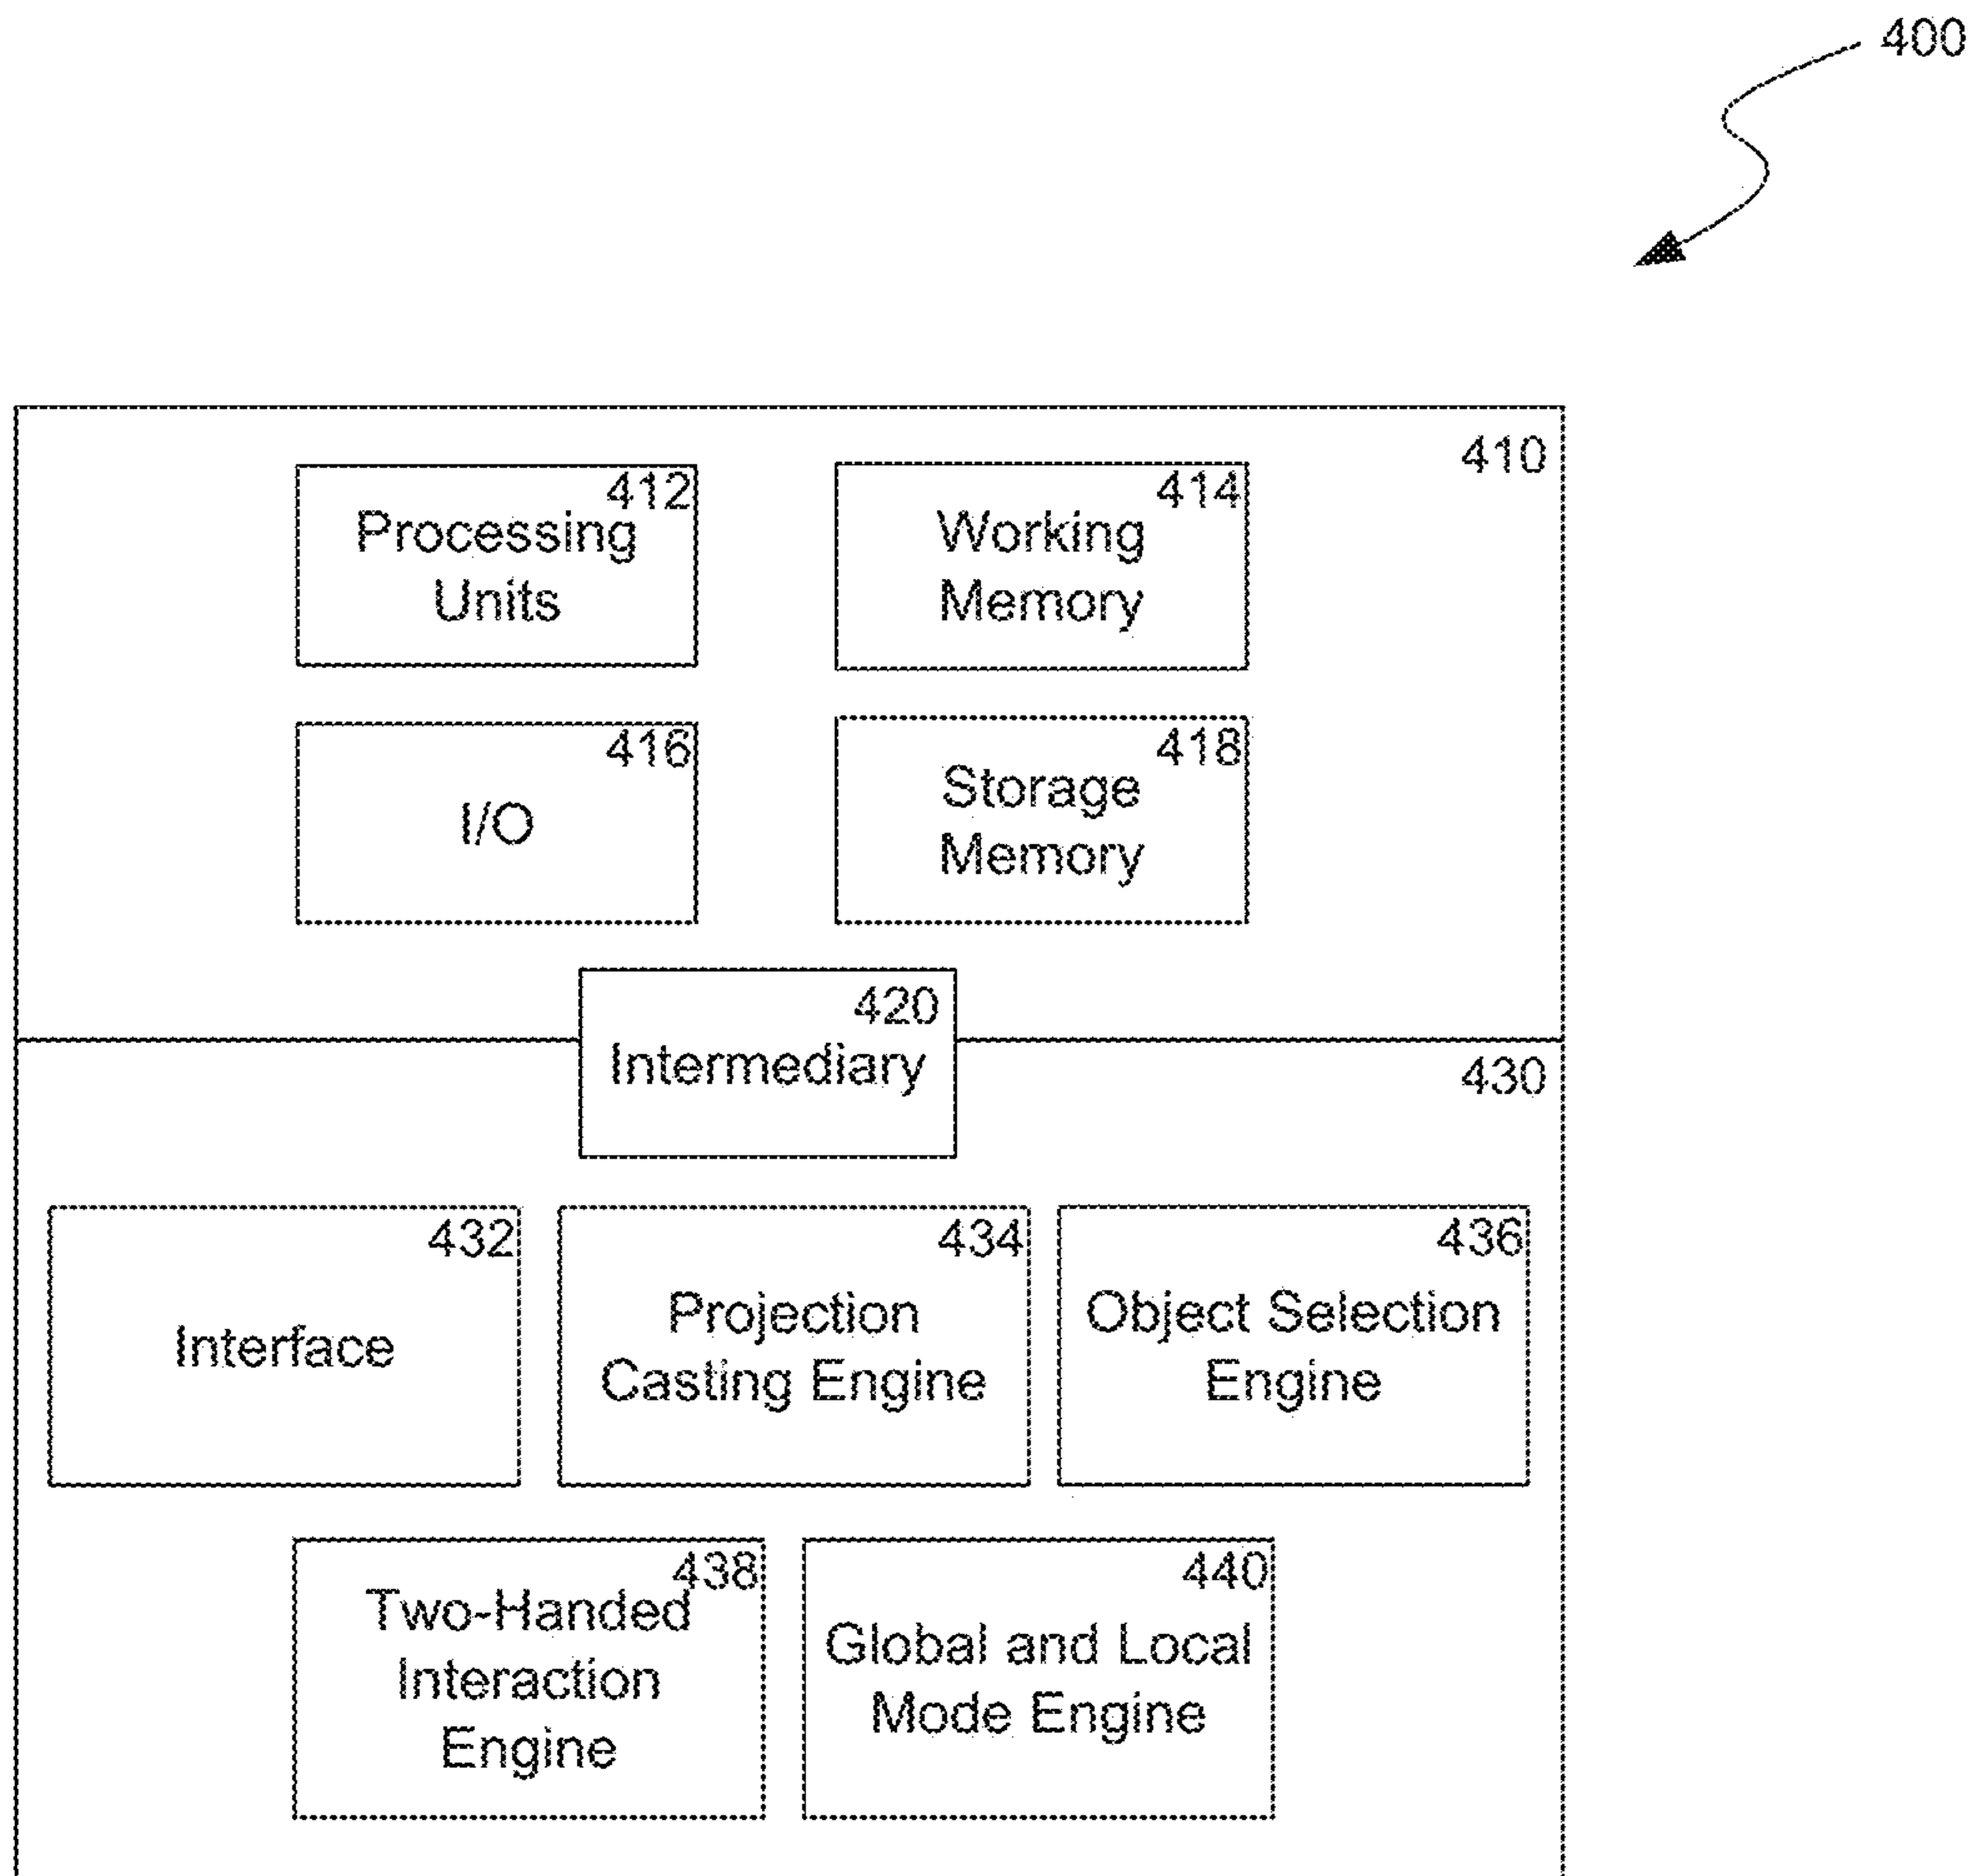 400
410
412
Processing
Units
414
Working
Memory
416
I/O
418
Storage
Memory
420
Intermediary
430
432
Interface
434
Projection
Casting Engine
436
Object Selection
Engine
438
Two-Handed
Interaction
Engine
440
Global and Local
Mode Engine